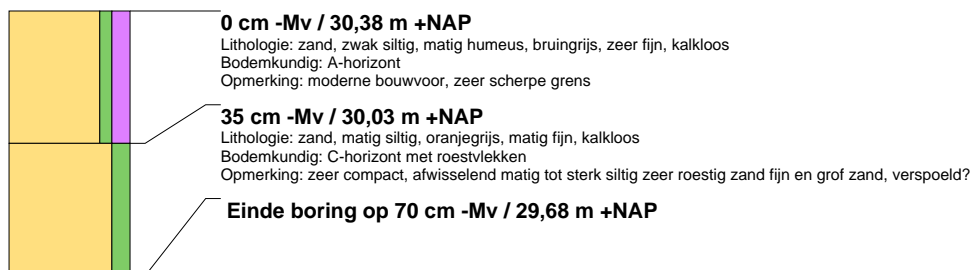 0 cm -Mv / 30,38 m +NAP
Lithologie: zand, zwak siltig, matig humeus, bruingrijs, zeer fijn, kalkloos
Bodemkundig: A-horizont
Opmerking: moderne bouwvoor, zeer scherpe grens
35 cm -Mv / 30,03 m +NAP
Lithologie: zand, matig siltig, oranjegrijs, matig fijn, kalkloos
Bodemkundig: C-horizont met roestvlekken
Opmerking: zeer compact, afwisselend matig tot sterk siltig zeer roestig zand fijn en grof zand, verspoeld?
Einde boring op 70 cm -Mv / 29,68 m +NAP